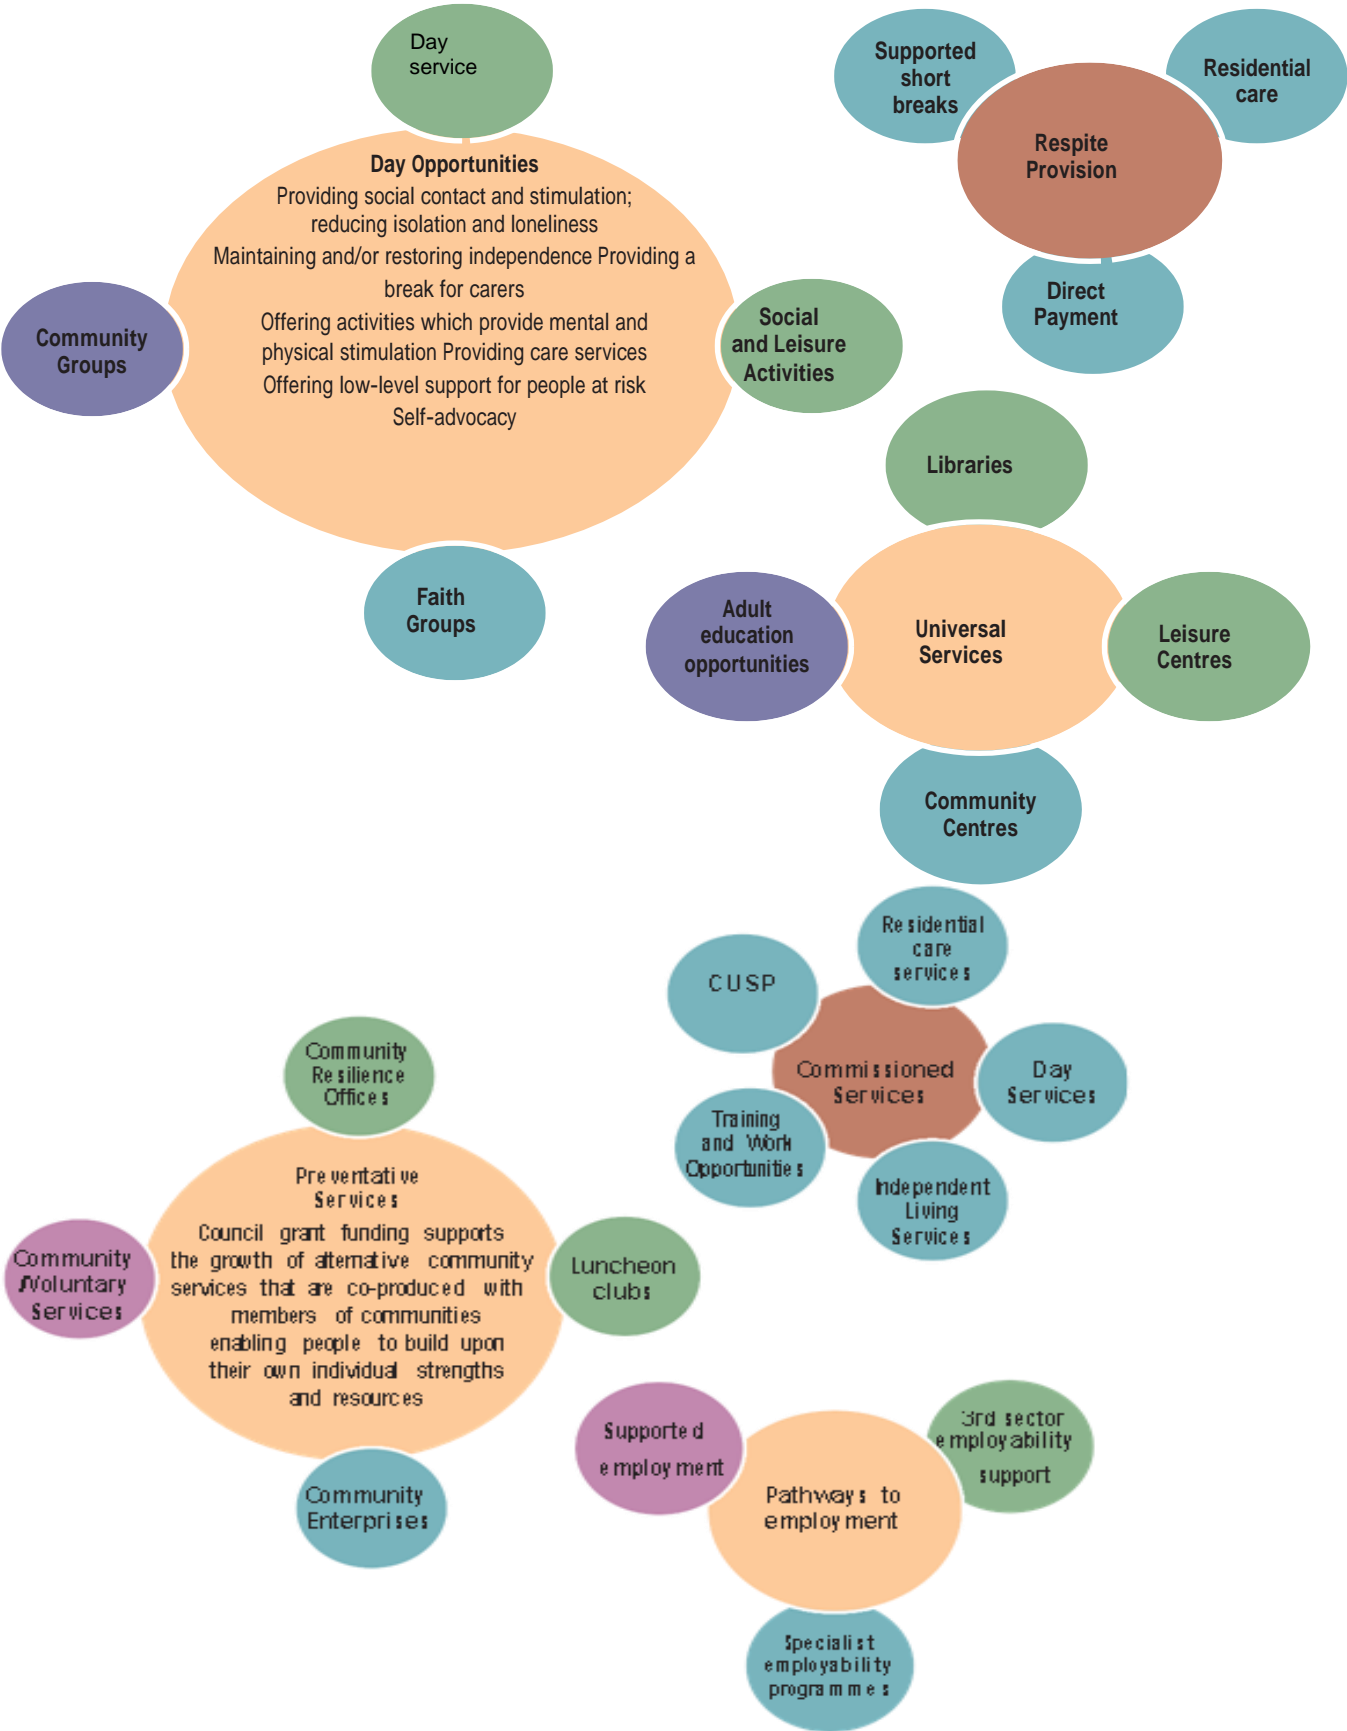 Day
service
Day Opportunities
Providing social contact and stimulation;
reducing isolation and loneliness
Maintaining and/or restoring independence Providing a
break for carers
Offering activities which provide mental and
physical stimulation Providing care services
Offering low-level support for people at risk
Self-advocacy
Community
Groups
Social
and Leisure
Activities
Faith
Groups
Supported
short
breaks
Residential
care
Respite
Provision
Direct
Payment
Libraries
Adult
education
opportunities
Universal
Services
Leisure
Centres
Community
Centres
Residential
care
services
CUSP
Commissioned
Services
Day
Services
Training
and Work
Opportunities
Independent
Living
Services
Community
Resilience
Offices
Preventative
Services
Council grant funding supports
the growth of alternative community
services that are co-produced with
members of communities
enabling people to build upon
their own individual strengths
and resources
Community
/Voluntary
Services
Luncheon
clubs
Community
Enterprises
Supported
employment
3rd sector
employability
support
Pathways to
employment
Specialist
employability
programmes